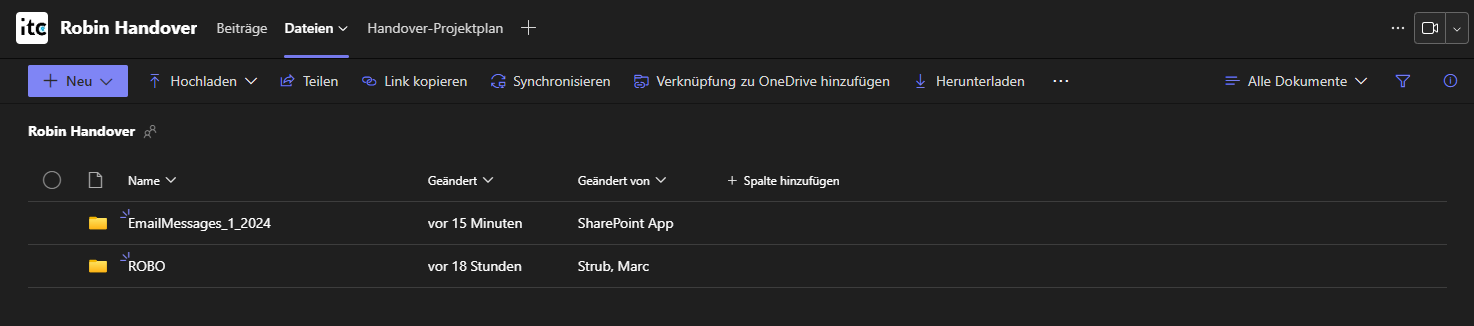 itc Robin Handover Beiträge Dateien Handover-Projektplan
Neu Hochladen Teilen Link kopieren Synchronisieren Verknüpfung zu OneDrive hinzufügen Herunterladen ... Alle Dokumente
Robin Handover
Name Geändert Geändert von + Spalte hinzufügen
EmailMessages_1_2024 vor 15 Minuten SharePoint App
ROBO vor 18 Stunden Strub, Marc